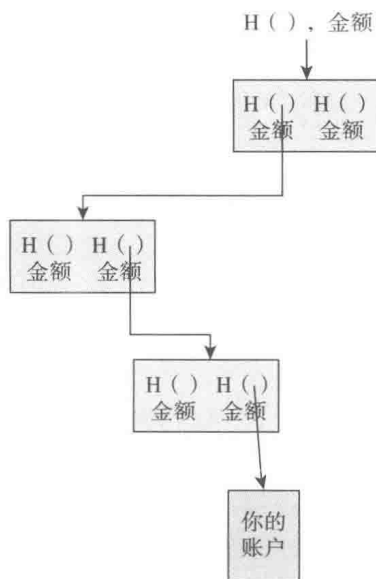 H（），金额
H（） H（）
金额 金额
H（） H（）
金额 金额
H（） H（）
金额 金额
你的
账户